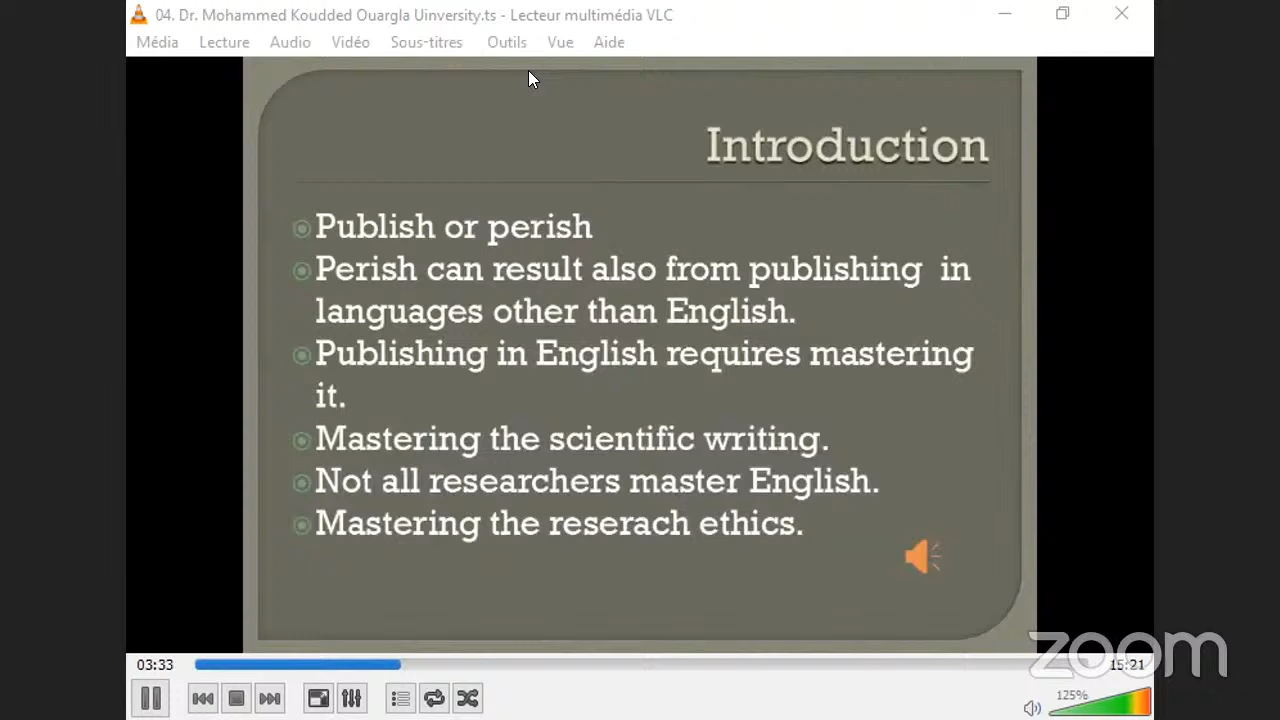 04. Dr. Mohammed Koudded Ouargla Uinversity.ts - Lecteur multimédia VLC
Média Lecture Audio Vidéo Sous-titres Outils Vue Aide
Introduction
Publish or perish
Perish can result also from publishing in
languages other than English.
Publishing in English requires mastering
it.
Mastering the scientific writing.
Not all researchers master English.
Mastering the reserach ethics.
zoom
03:33 15:21
125%